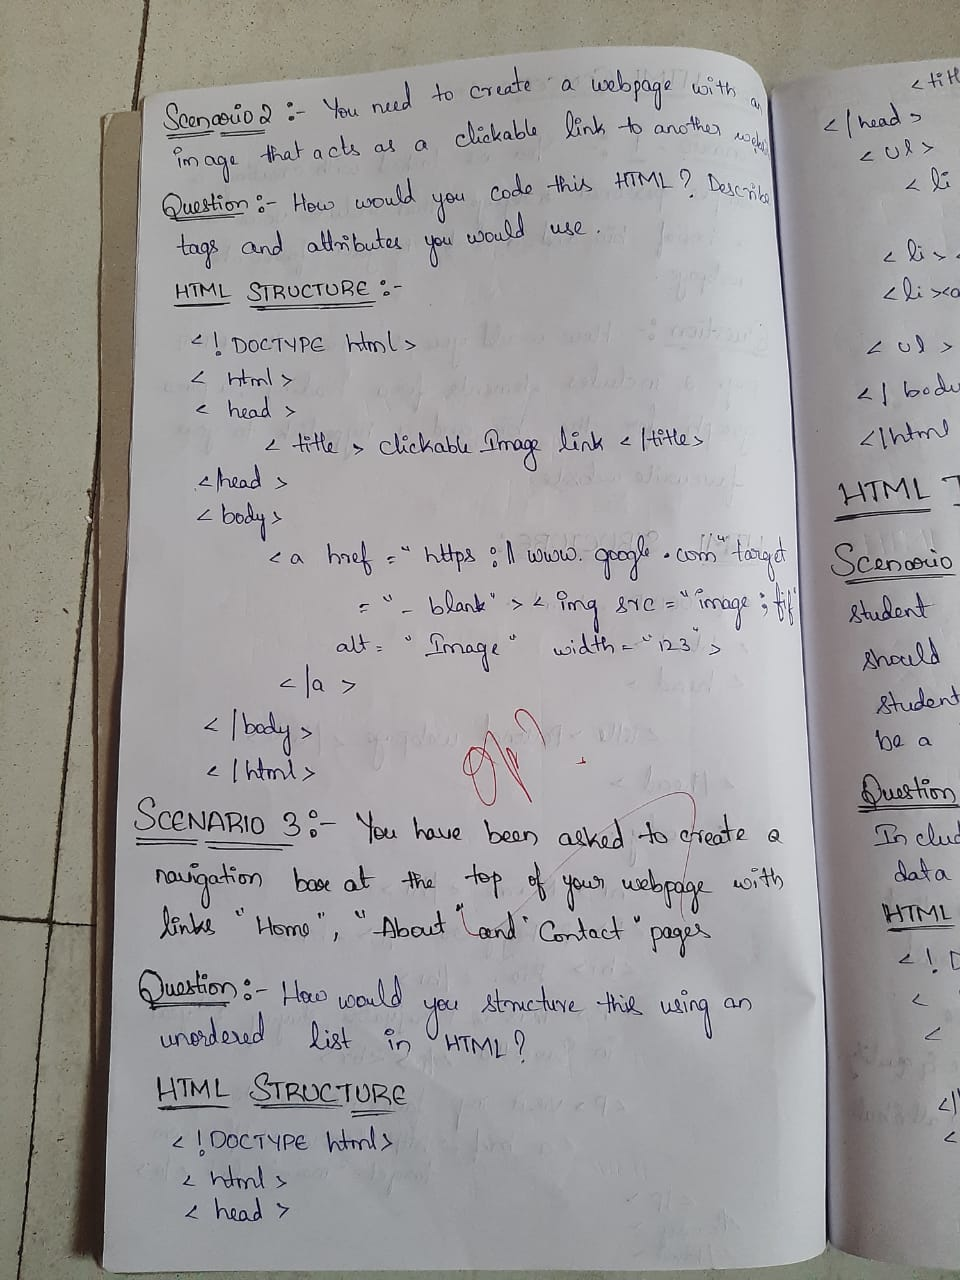 Scenario 2 :- You need to create a webpage with an
image that acts as a clickable link to another
Question :- How would you code this HTML? Describe
tags and attributes you would use.
HTML STRUCTURE :-
<! DOCTYPE html>
< html>
< head >
< title > clickable Image link </title>
</head >
< body>
<a href = "https : // www. google . com" target
= "_ blank" > < img src = "image ; fif"
alt = "Image" width = "123" >
</a >
</body>
</html>
SCENARIO 3 :- You have been asked to create a
navigation base at the top of your webpage with
links "Home", "About" and "Contact" pages
Question :- How would you structure this using an
unordered list in HTML?
HTML STRUCTURE
<!DOCTYPE html>
< html >
< head >
< titl
</head >
< ul >
< li
< li >
< li ><a
< ul >
</ body
</html
HTML
Scenario
student
should
student
be a
Question
Includ
data
HTML
<! D
<
<
</
<